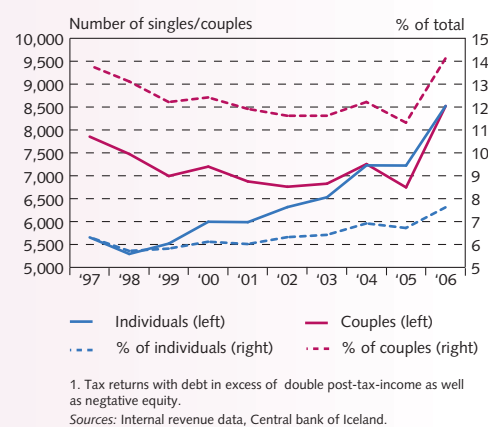 Number of singles/couples % of total
10,000 15
9,500 14
9,000 13
8,500 12
8,000 11
7,500 10
7,000 9
6,500 8
6,000 7
5,500 6
5,000 5
‘97 ‘98 ‘99 ‘00 ‘01 ‘02 ‘03 ‘04 ‘05 ‘06
Individuals (left) Couples (left)
% of individuals (right) % of couples (right)
1. Tax returns with debt in excess of double post-tax-income as well
as negtative equity.
Sources: Internal revenue data, Central bank of Iceland.